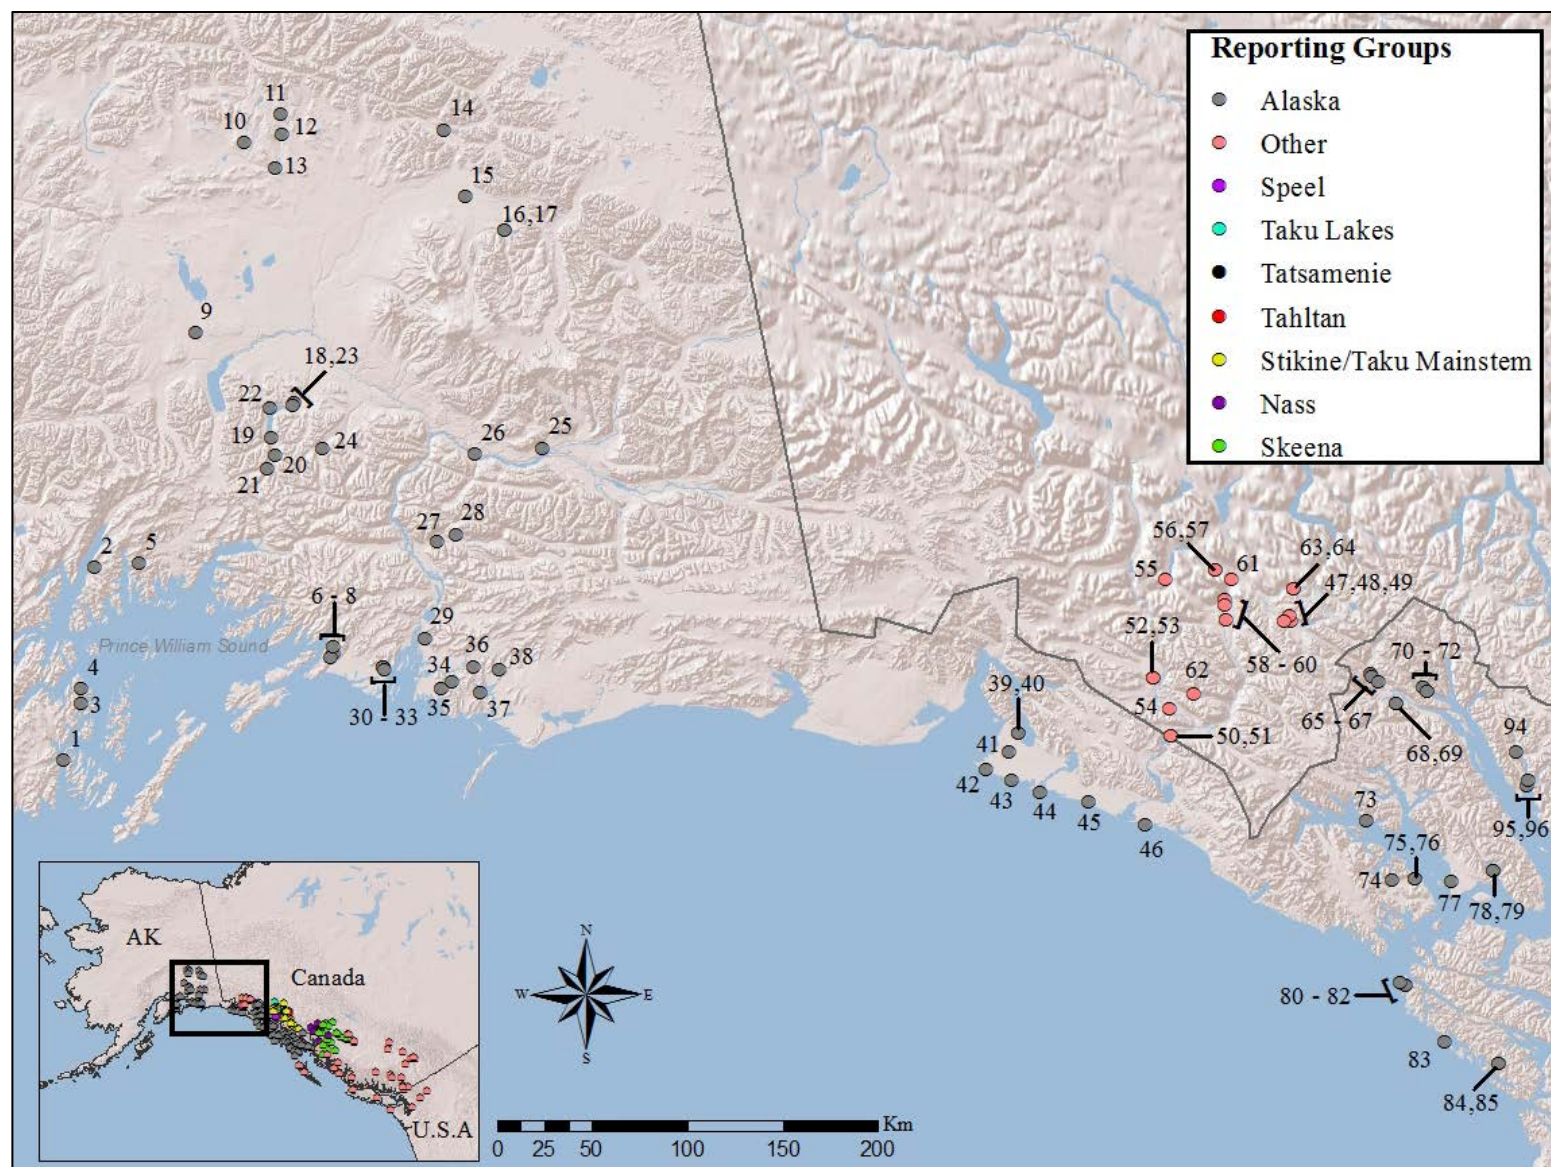 Reporting Groups
Alaska
Other
Speel
Taku Lakes
Tatsamenie
Tahltan
Stikine/Taku Mainstem
Nass
Skeena
11
10
12
13
14
15
16,17
9
18,23
22
19
24
20
21
26
25
27
28
2
5
6 - 8
29
Prince William Sound
4
3
1
36
38
34
35
37
30 - 33
56,57
61
63,64
55
47,48,49
52,53
62
58 - 60
70 - 72
39,40
54
50,51
65 - 67
68,69
94
41
42
43
44
45
46
73
95,96
75,76
74
77
78,79
80 - 82
83
84,85
AK
Canada
U.S.A
N
W
E
S
Km
0 25 50 100 150 200